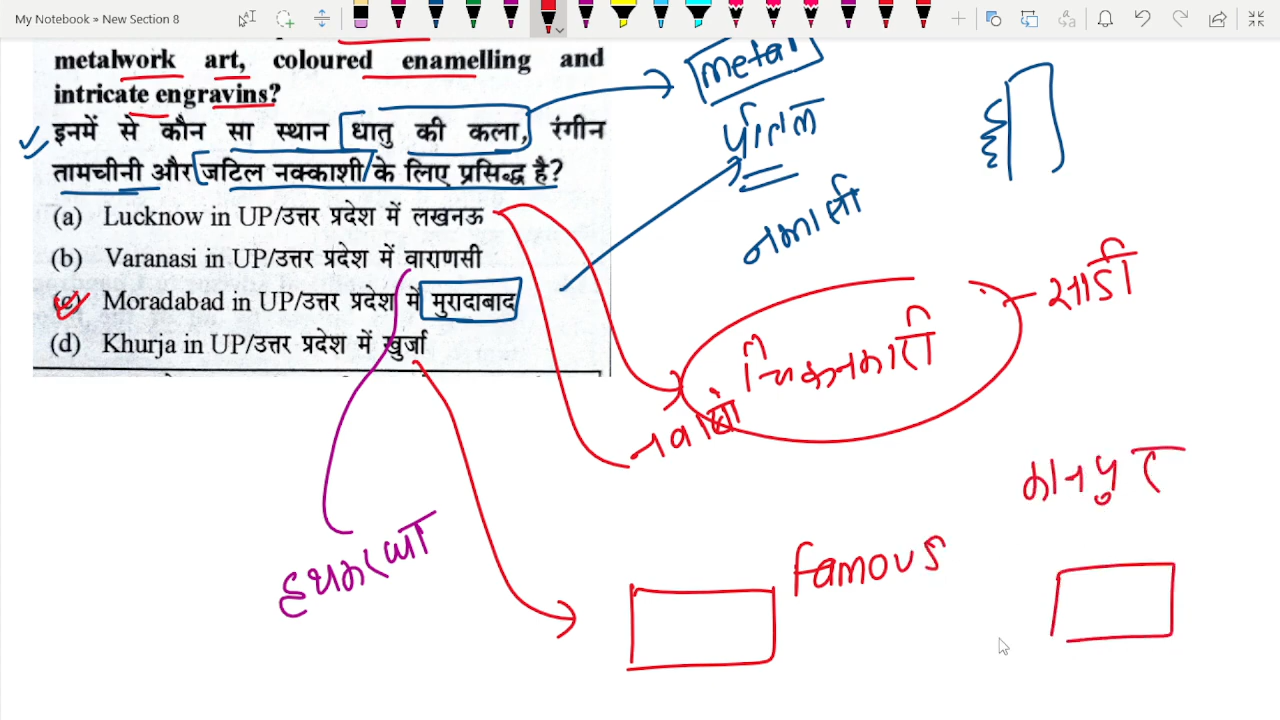 My Notebook » New Section 8
metalwork art, coloured enamelling and
intricate engravins?
इनमें से कौन सा स्थान धातु की कला, रंगीन
तामचीनी और जटिल नक्काशी के लिए प्रसिद्ध है?
(a) Lucknow in UP/उत्तर प्रदेश में लखनऊ
(b) Varanasi in UP/उत्तर प्रदेश में वाराणसी
(c) Moradabad in UP/उत्तर प्रदेश में मुरादाबाद
(d) Khurja in UP/उत्तर प्रदेश में खुर्जा
metal
पीतल
साडी
चिकनकारी
कानपुर
famous
हथकरघा